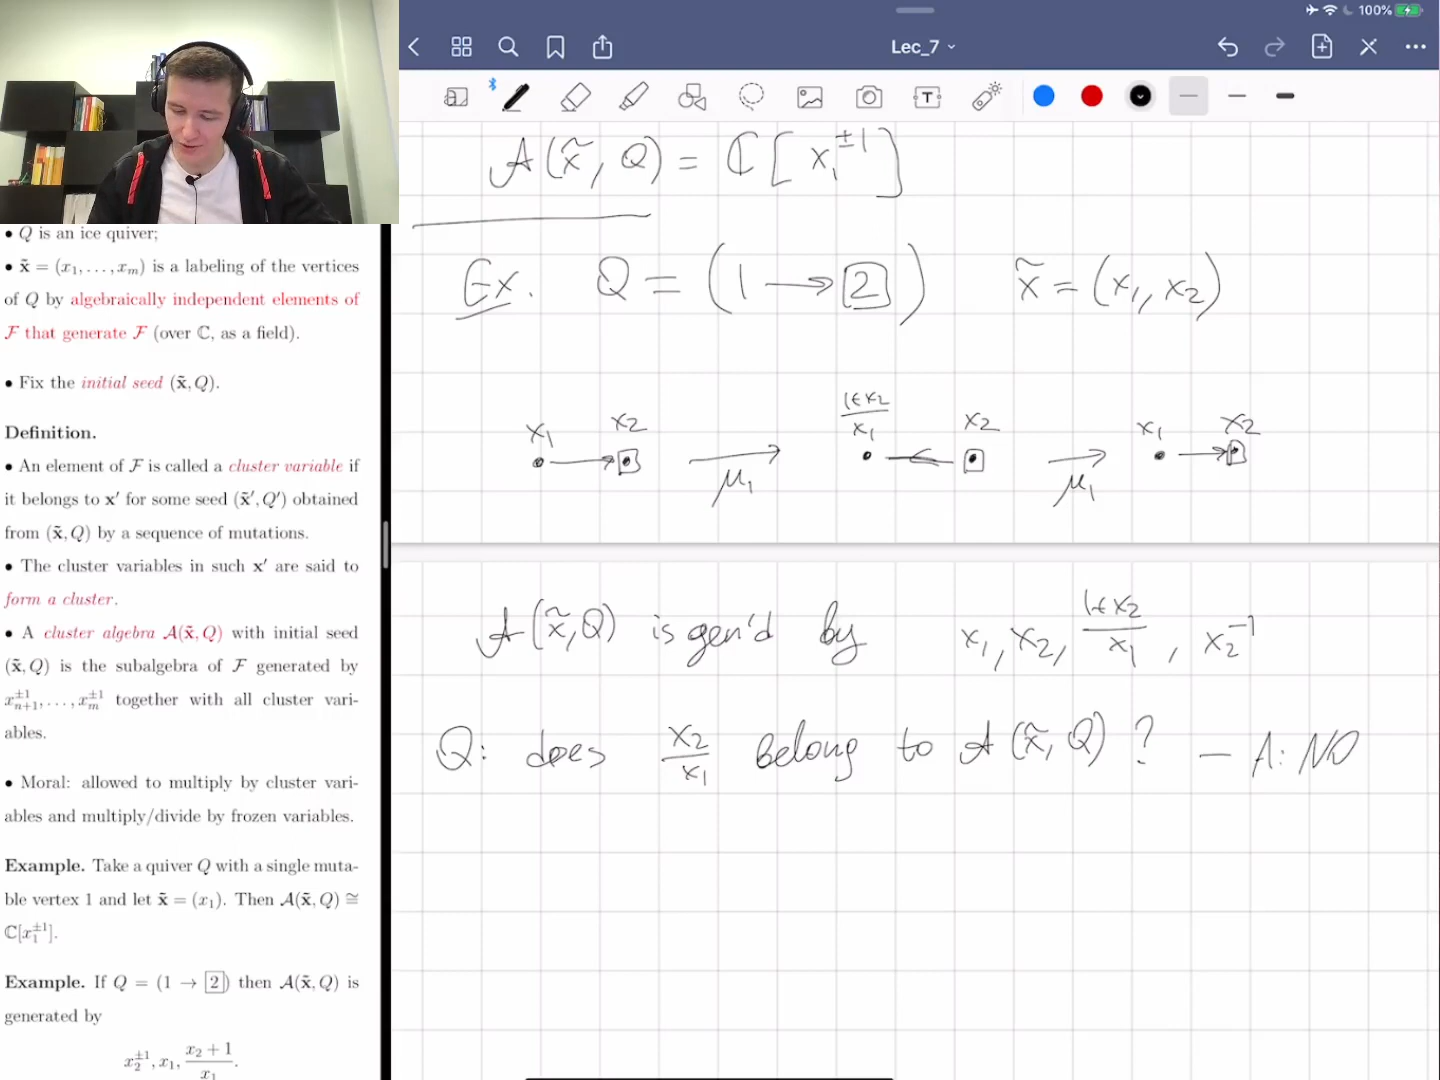 100%
Lec_7
T
• Q is an ice quiver;
• x̃ = (x₁, . . . , xₘ) is a labeling of the vertices
of Q by algebraically independent elements of
ℱ that generate ℱ (over ℂ, as a field).
• Fix the initial seed (x̃, Q).
Definition.
• An element of ℱ is called a cluster variable if
it belongs to x′ for some seed (x̃′, Q′) obtained
from (x̃, Q) by a sequence of mutations.
• The cluster variables in such x′ are said to
form a cluster.
• A cluster algebra 𝒜(x̃, Q) with initial seed
(x̃, Q) is the subalgebra of ℱ generated by
xₙ₊₁^{±1}, . . . , xₘ^{±1} together with all cluster vari-
ables.
• Moral: allowed to multiply by cluster vari-
ables and multiply/divide by frozen variables.
Example. Take a quiver Q with a single muta-
ble vertex 1 and let x̃ = (x₁). Then 𝒜(x̃, Q) ≅
ℂ[x₁^{±1}].
Example. If Q = (1 → [2]) then 𝒜(x̃, Q) is
generated by
x₂^{±1}, x₁, (x₂ + 1)/x₁.
𝒜(x̃, Q) = ℂ[x₁^{±1}]
Ex. Q = (1 → [2]) x̃ = (x₁, x₂)
x₁ x₂ (1+x₂)/x₁ x₂ x₁ x₂
• → [•] →μ₁ • ← [•] →μ₁ • → [•]
𝒜(x̃, Q) is gen'd by x₁, x₂, (1+x₂)/x₁, x₂⁻¹
Q: does x₂/x₁ belong to 𝒜(x̃, Q)? — A: NO